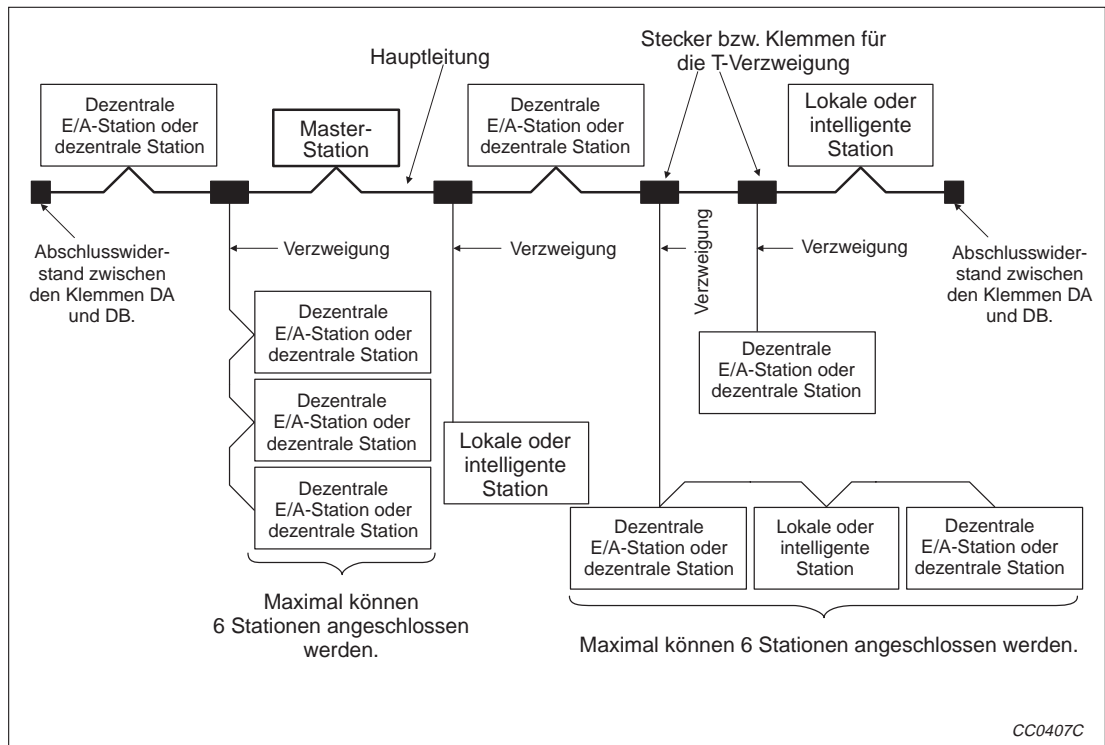 Stecker bzw. Klemmen für
die T-Verzweigung
Hauptleitung
Dezentrale
E/A-Station oder
dezentrale Station
Master-
Station
Dezentrale
E/A-Station oder
dezentrale Station
Lokale oder
intelligente
Station
Abschlusswider-
stand zwischen
den Klemmen DA
und DB.
Verzweigung
Verzweigung
Verzweigung
Verzweigung
Abschlusswider-
stand zwischen
den Klemmen DA
und DB.
Dezentrale
E/A-Station oder
dezentrale Station
Dezentrale
E/A-Station oder
dezentrale Station
Dezentrale
E/A-Station oder
dezentrale Station
Lokale oder
intelligente
Station
Dezentrale
E/A-Station oder
dezentrale Station
Dezentrale
E/A-Station oder
dezentrale Station
Lokale oder
intelligente
Station
Dezentrale
E/A-Station oder
dezentrale Station
Maximal können
6 Stationen angeschlossen
werden.
Maximal können 6 Stationen angeschlossen werden.
CC0407C